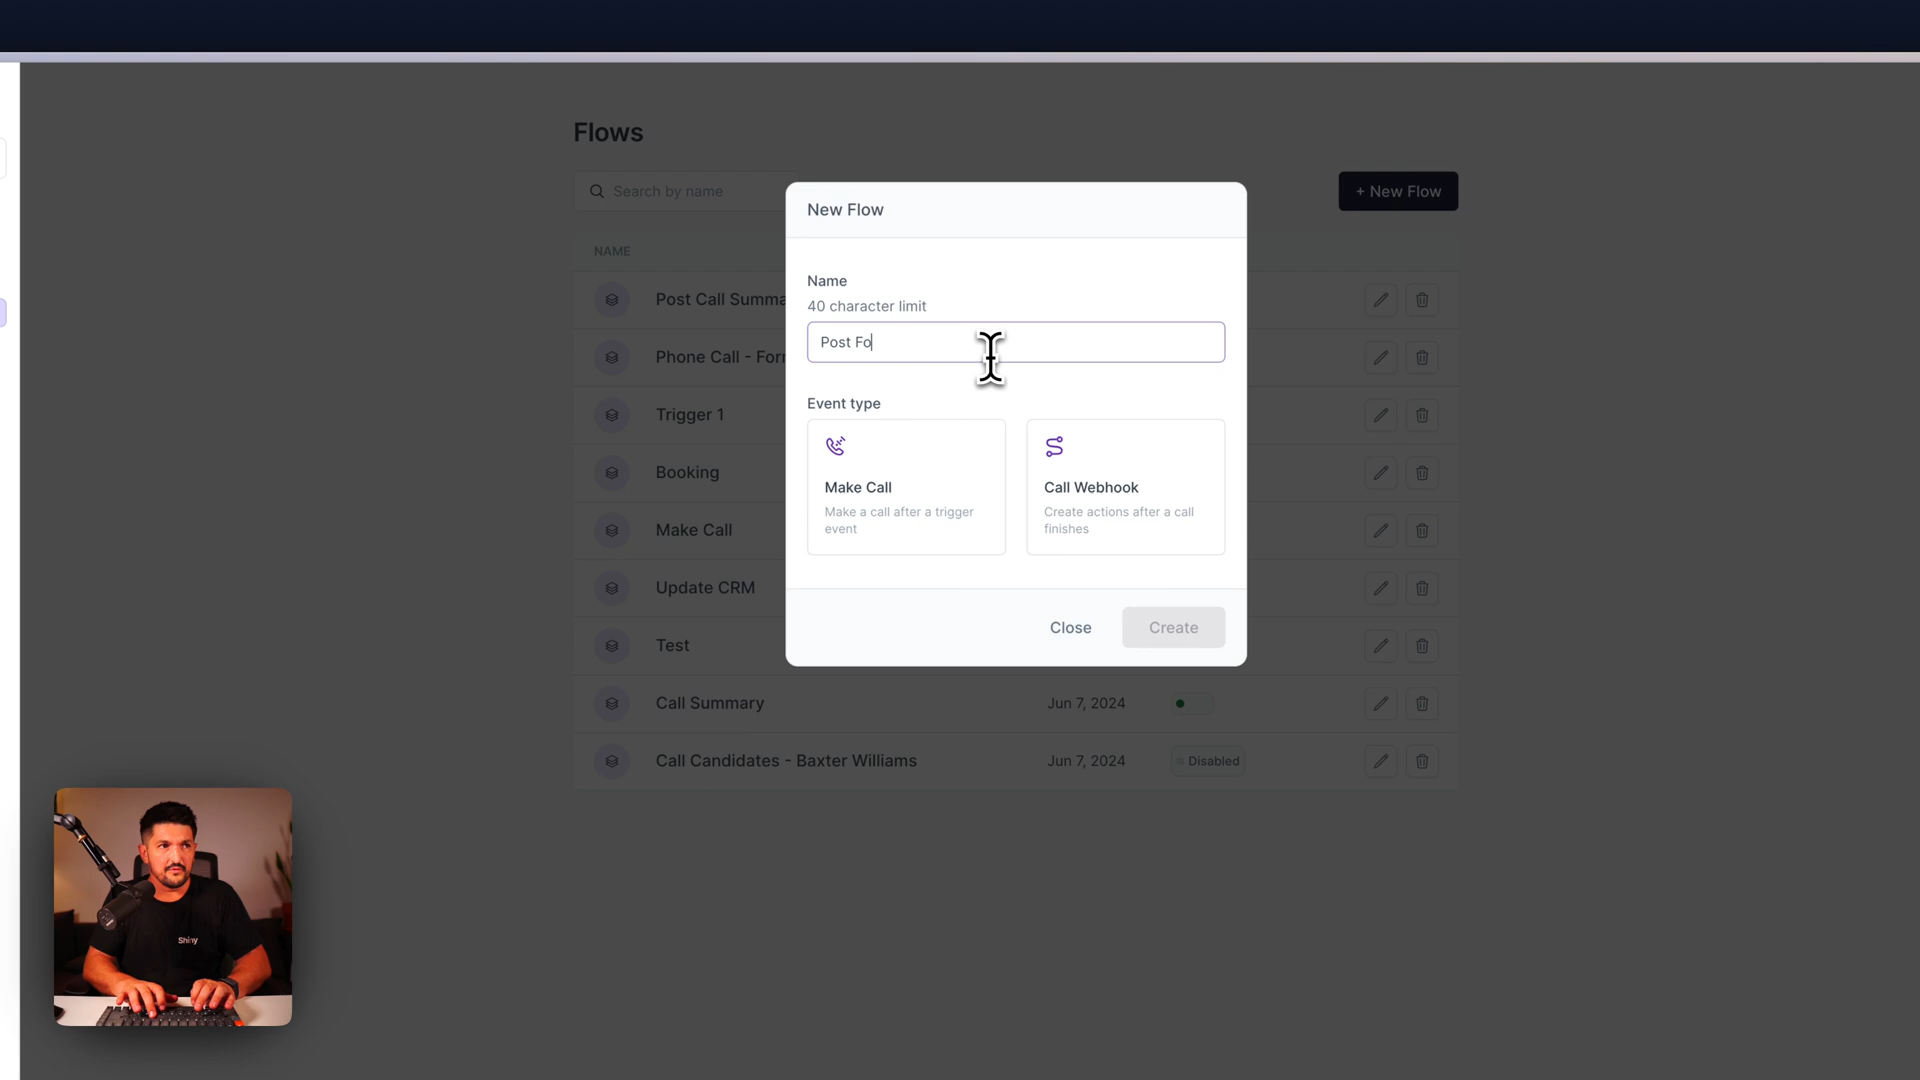 Flows
Search by name
+ New Flow
NAME
Post Call Summa
Phone Call - For
Trigger 1
Booking
Make Call
Update CRM
Test
Call Summary
Jun 7, 2024
Call Candidates - Baxter Williams
Jun 7, 2024
Disabled
New Flow
Name
40 character limit
Post Fo
Event type
Make Call
Make a call after a trigger
event
Call Webhook
Create actions after a call
finishes
Close
Create
Shiny